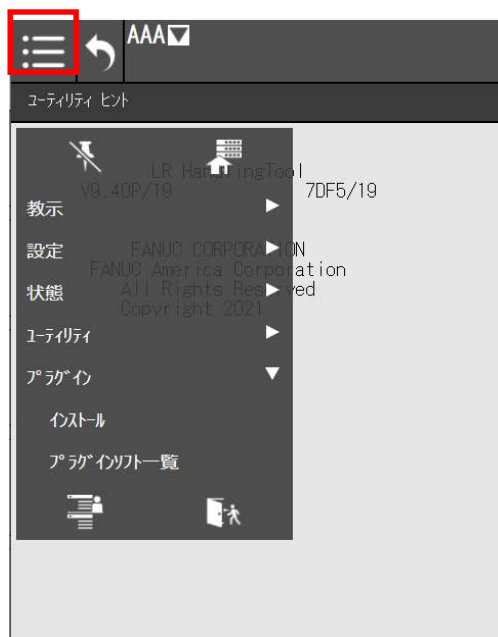 AAA
ユーティリティ ヒント
LR HandlingTool
V9.40P/19 7DF5/19
教示
設定
FANUC CORPORATION
FANUC America Corporation
状態
All Rights Reserved
Copyright 2021
ユーティリティ
プラグイン
インストール
プラグインソフト一覧